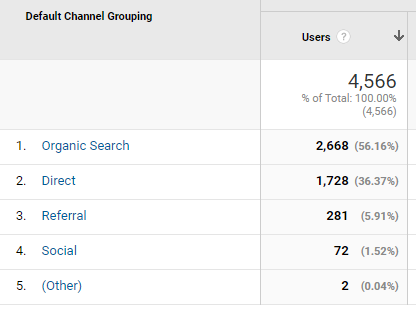 Default Channel Grouping
Users ?
4,566
% of Total: 100.00%
(4,566)
1. Organic Search 2,668 (56.16%)
2. Direct 1,728 (36.37%)
3. Referral 281 (5.91%)
4. Social 72 (1.52%)
5. (Other) 2 (0.04%)